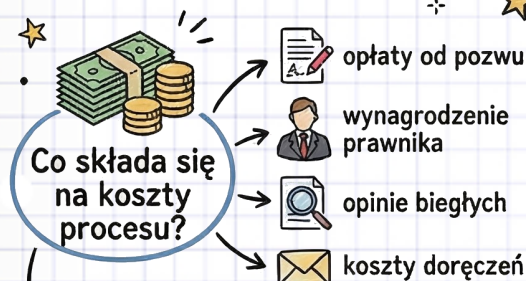 Co składa się
na koszty
procesu?
opłaty od pozwu
wynagrodzenie
prawnika
opinie biegłych
koszty doręczeń